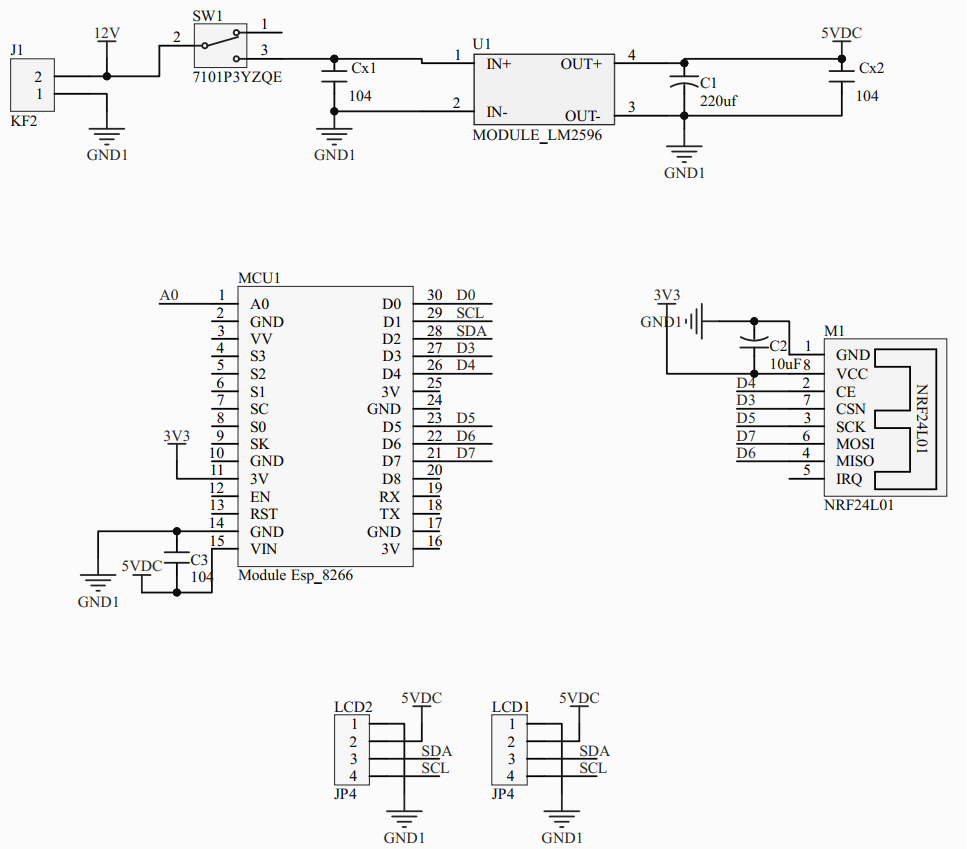 J1
2
1
KF2
12V
GND1
SW1
2
1
3
7101P3YZQE
Cx1
104
GND1
U1
1 IN+ OUT+ 4
2 IN- OUT- 3
MODULE_LM2596
C1
220uf
GND1
5VDC
Cx2
104
MCU1
A0 1 A0 D0 30 D0
2 GND D1 29 SCL
3 VV D2 28 SDA
4 S3 D3 27 D3
5 S2 D4 26 D4
6 S1 3V 25
7 SC GND 24
8 S0 D5 23 D5
9 SK D6 22 D6
10 GND D7 21 D7
11 3V D8 20
12 EN RX 19
13 RST TX 18
14 GND GND 17
15 VIN 3V 16
Module Esp_8266
3V3
5VDC
C3
104
GND1
3V3
GND1
C2
10uF
M1
1 GND
8 VCC
D4 2 CE
D3 7 CSN
D5 3 SCK
D7 6 MOSI
D6 4 MISO
5 IRQ
NRF24L01
NRF24L01
LCD2
5VDC
1
2
3 SDA
4 SCL
JP4
GND1
LCD1
5VDC
1
2
3 SDA
4 SCL
JP4
GND1